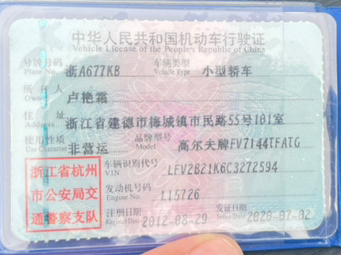 中华人民共和国机动车行驶证
Vehicle License of the People's Republic of China
号牌号码 浙A677KB 车辆类型 小型轿车
Plate No. Vehicle Type
所有人 卢艳霜
住址 浙江省建德市梅城镇市民路55号101室
使用性质 非营运 品牌型号 高尔夫牌FV7144TFATG
浙江省杭州
市公安局交
通警察支队
车辆识别代号 LFV2B21K6C3272594
发动机号码 L15726
Engine No.
注册日期 2012-08-29 发证日期 2020-07-02